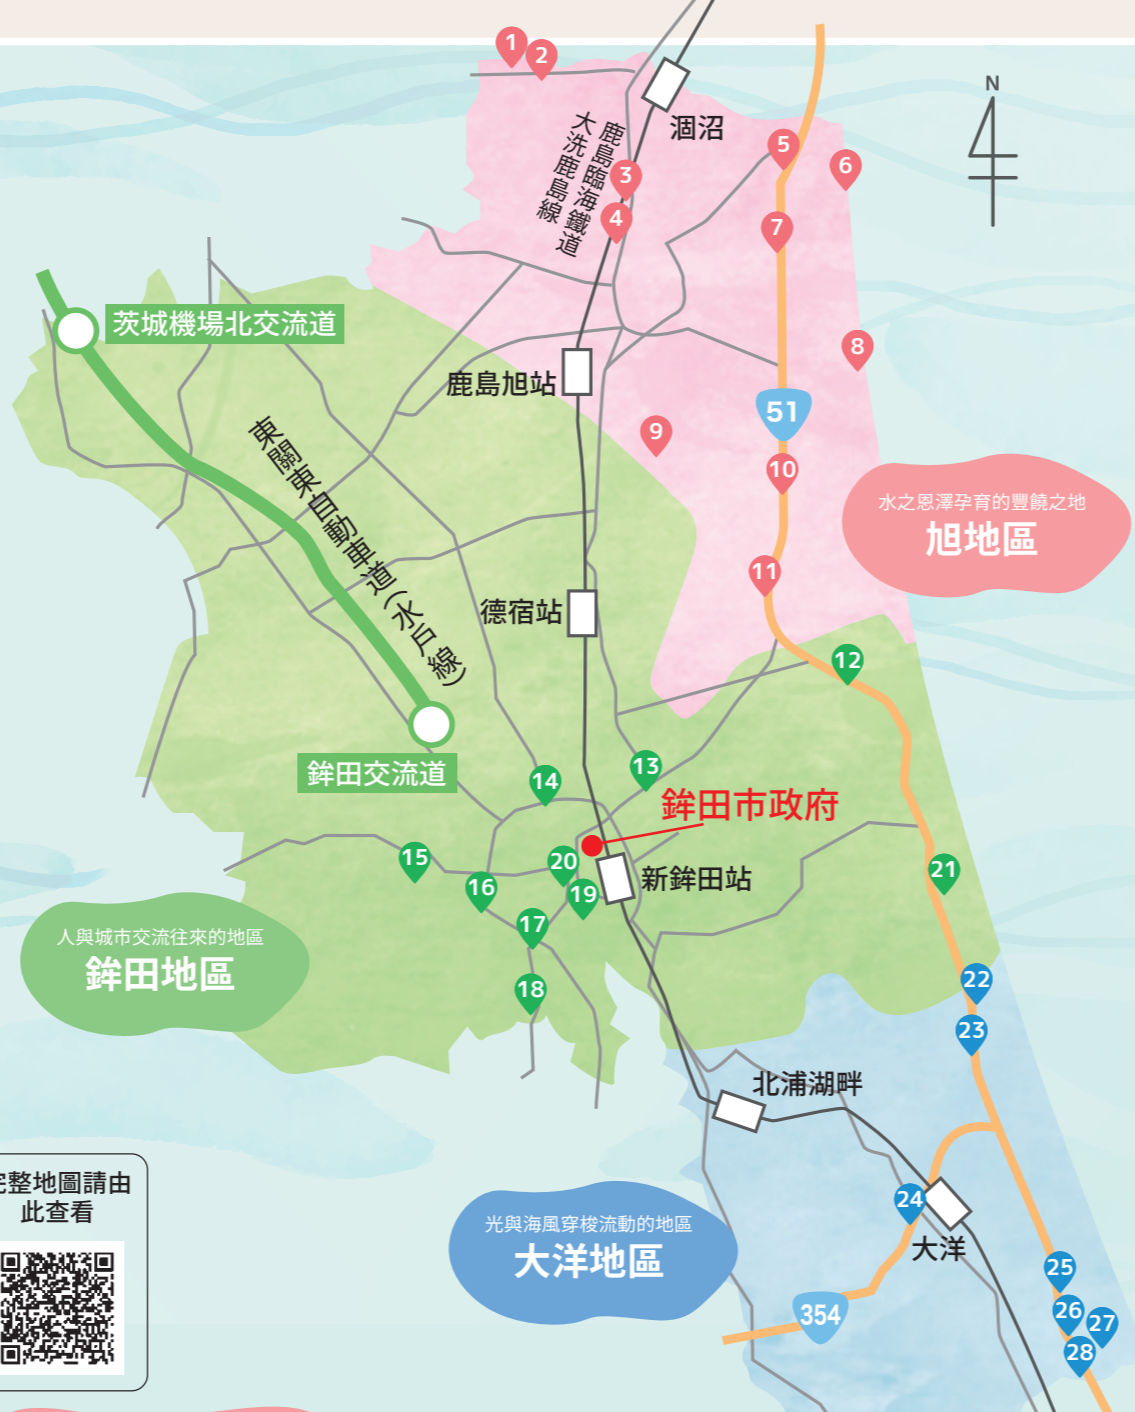 1
2
N
涸沼
鹿島臨海鐵道
大洗鹿島線
3
4
5
6
7
茨城機場北交流道
8
鹿島旭站
51
9
10
東關東自動車道(水戶線)
水之恩澤孕育的豐饒之地
旭地區
11
德宿站
12
鉾田交流道
13
14
鉾田市政府
15
20
新鉾田站
16
19
21
17
人與城市交流往來的地區
鉾田地區
18
22
23
北浦湖畔
完整地圖請由
此查看
24
光與海風穿梭流動的地區
大洋地區
大洋
25
354
26
27
28